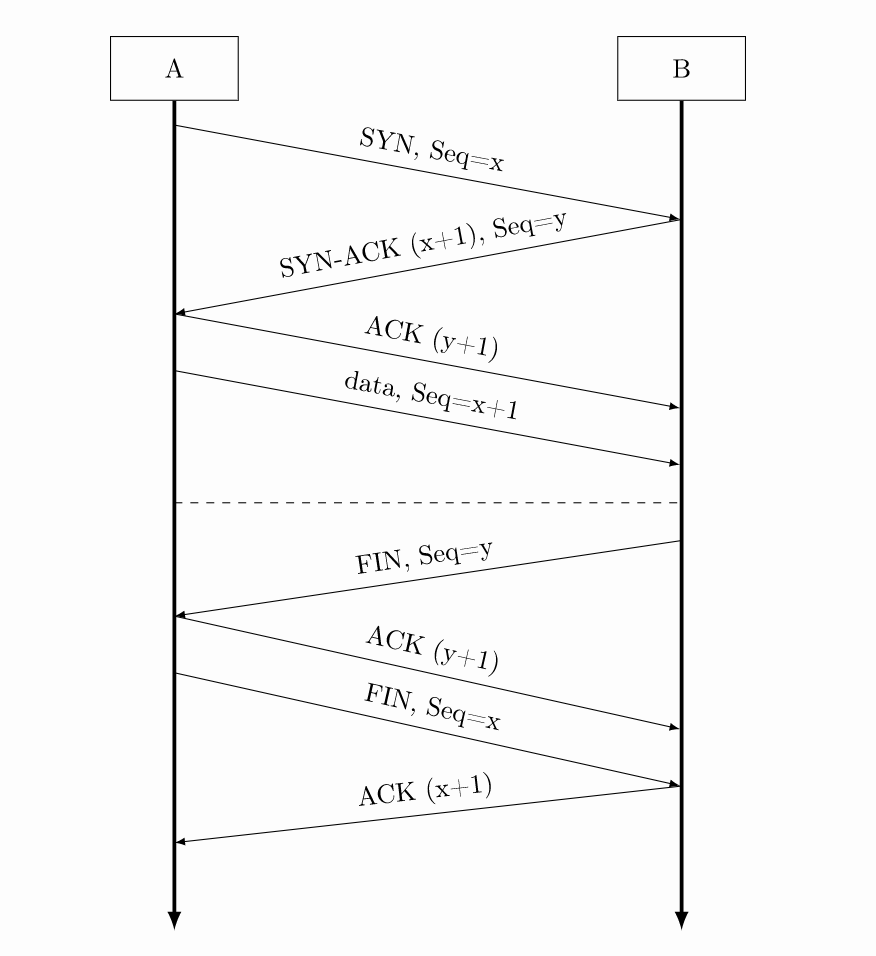 A
B
SYN, Seq=x
SYN-ACK (x+1), Seq=y
ACK (y+1)
data, Seq=x+1
FIN, Seq=y
ACK (y+1)
FIN, Seq=x
ACK (x+1)